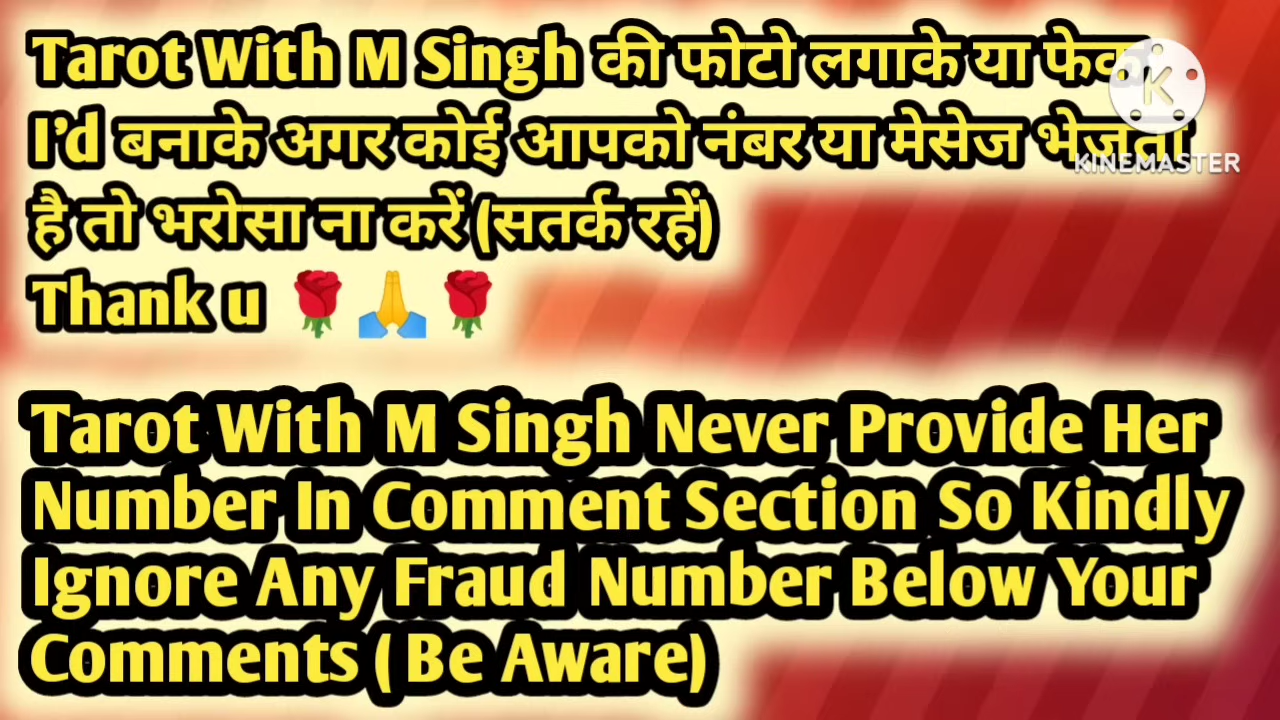 Tarot With M Singh की फोटो लगाके या फेक
I'd बनाके अगर कोई आपको नंबर या मेसेज भेजता
है तो भरोसा ना करें (सतर्क रहें)
Thank u 🌹🙏🌹
Tarot With M Singh Never Provide Her
Number In Comment Section So Kindly
Ignore Any Fraud Number Below Your
Comments ( Be Aware)
K
KINEMASTER